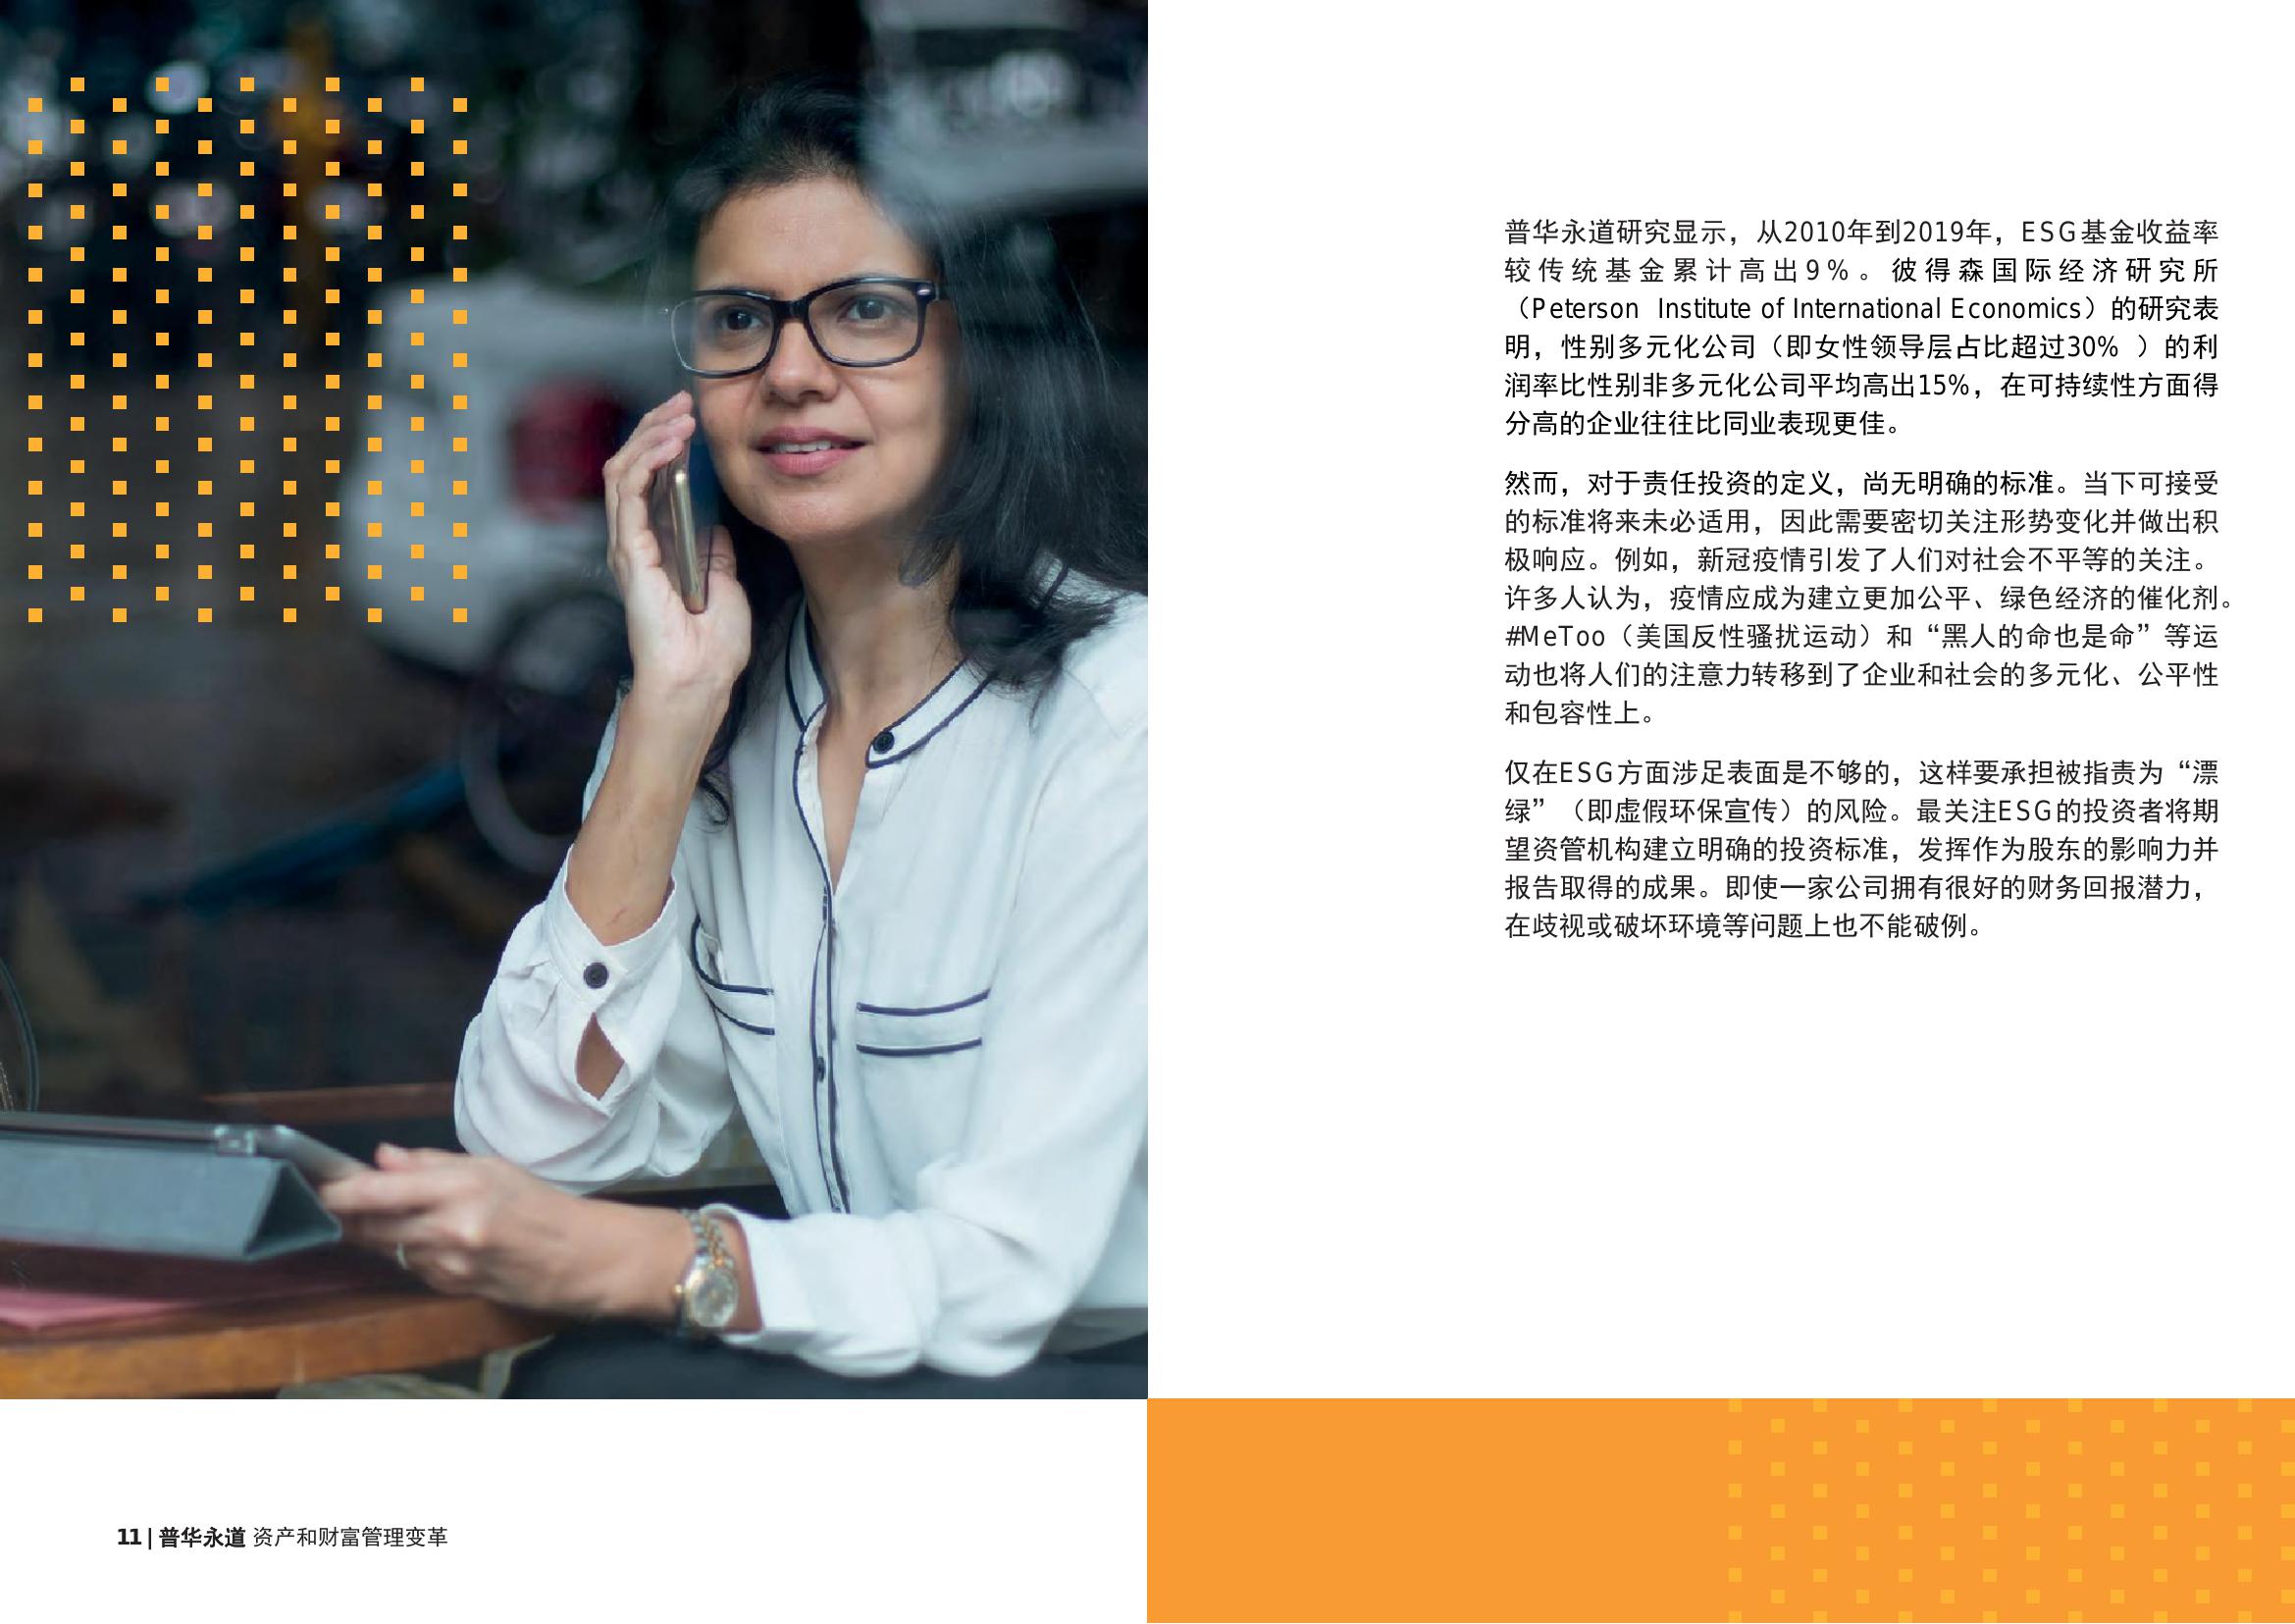 普华永道研究显示，从2010年到2019年，ESG基金收益率
较传统基金累计高出9%。彼得森国际经济研究所
（Peterson Institute of International Economics）的研究表
明，性别多元化公司（即女性领导层占比超过30% ）的利
润率比性别非多元化公司平均高出15%，在可持续性方面得
分高的企业往往比同业表现更佳。
然而，对于责任投资的定义，尚无明确的标准。当下可接受
的标准将来未必适用，因此需要密切关注形势变化并做出积
极响应。例如，新冠疫情引发了人们对社会不平等的关注。
许多人认为，疫情应成为建立更加公平、绿色经济的催化剂。
#MeToo（美国反性骚扰运动）和“黑人的命也是命”等运
动也将人们的注意力转移到了企业和社会的多元化、公平性
和包容性上。
仅在ESG方面涉足表面是不够的，这样要承担被指责为“漂
绿”（即虚假环保宣传）的风险。最关注ESG的投资者将期
望资管机构建立明确的投资标准，发挥作为股东的影响力并
报告取得的成果。即使一家公司拥有很好的财务回报潜力，
在歧视或破坏环境等问题上也不能破例。
11 | 普华永道 资产和财富管理变革